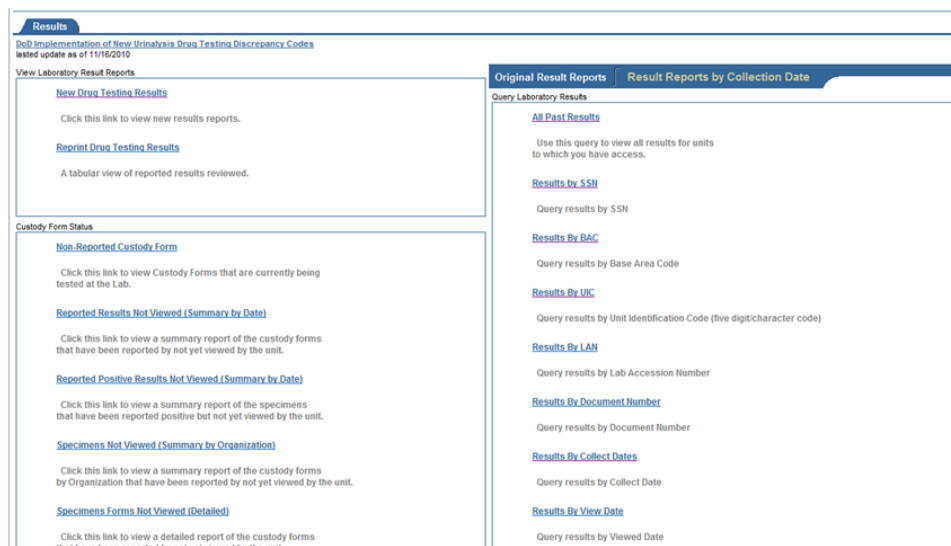 Results
DoD Implementation of New Urinalysis Drug Testing Discrepancy Codes
lasted update as of 11/16/2010
View Laboratory Result Reports
New Drug Testing Results
Click this link to view new results reports.
Reprint Drug Testing Results
A tabular view of reported results reviewed.
Custody Form Status
Non-Reported Custody Form
Click this link to view Custody Forms that are currently being
tested at the Lab.
Reported Results Not Viewed (Summary by Date)
Click this link to view a summary report of the custody forms
that have been reported by not yet viewed by the unit.
Reported Positive Results Not Viewed (Summary by Date)
Click this link to view a summary report of the specimens
that have been reported positive but not yet viewed by the unit.
Specimens Not Viewed (Summary by Organization)
Click this link to view a summary report of the custody forms
by Organization that have been reported by not yet viewed by the unit.
Specimens Forms Not Viewed (Detailed)
Click this link to view a detailed report of the custody forms
Original Result Reports
Result Reports by Collection Date
Query Laboratory Results
All Past Results
Use this query to view all results for units
to which you have access.
Results by SSN
Query results by SSN
Results By BAC
Query results by Base Area Code
Results By UIC
Query results by Unit Identification Code (five digit/character code)
Results By LAN
Query results by Lab Accession Number
Results By Document Number
Query results by Document Number
Results By Collect Dates
Query results by Collect Date
Results By View Date
Query results by Viewed Date